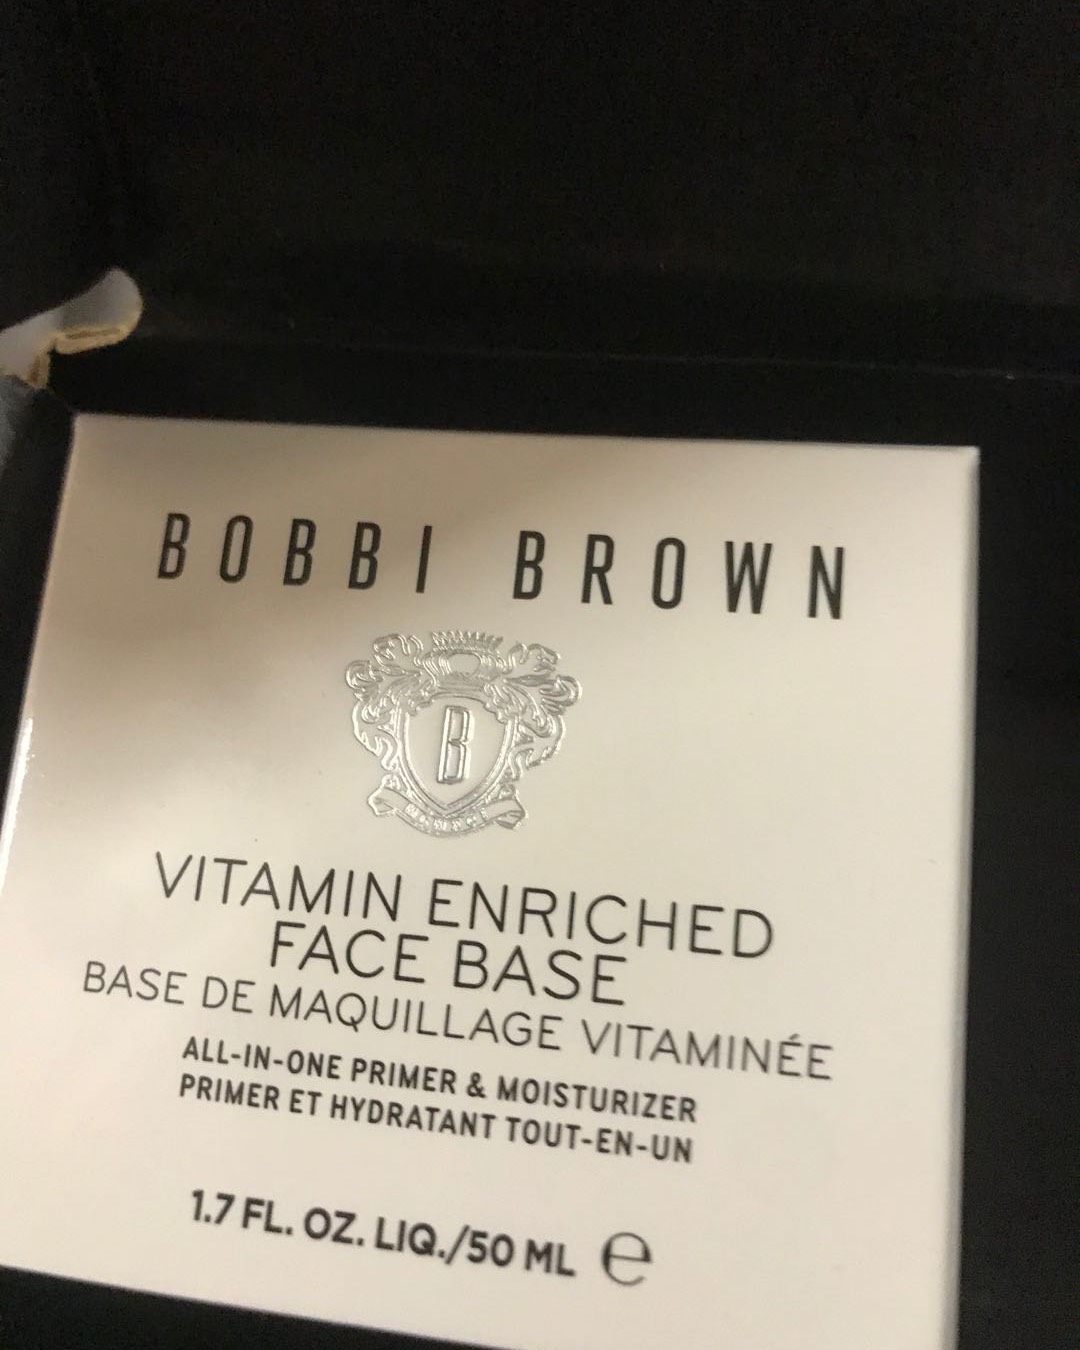 BOBBI BROWN
B
VITAMIN ENRICHED
FACE BASE
BASE DE MAQUILLAGE VITAMINÉE
ALL-IN-ONE PRIMER & MOISTURIZER
PRIMER ET HYDRATANT TOUT-EN-UN
1.7 FL. OZ. LIQ./50 ML ℮